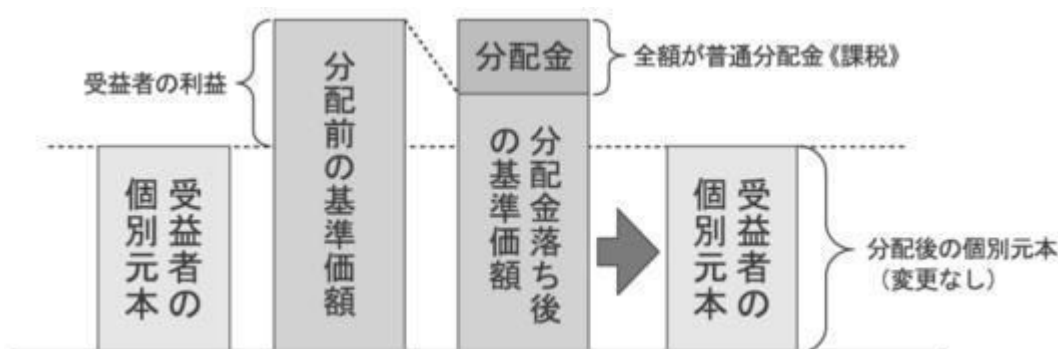 受益者の利益
受益者の
個別元本
分配前の基準価額
分配金
全額が普通分配金《課税》
分配金落ち後
の基準価額
受益者の
個別元本
分配後の個別元本
（変更なし）